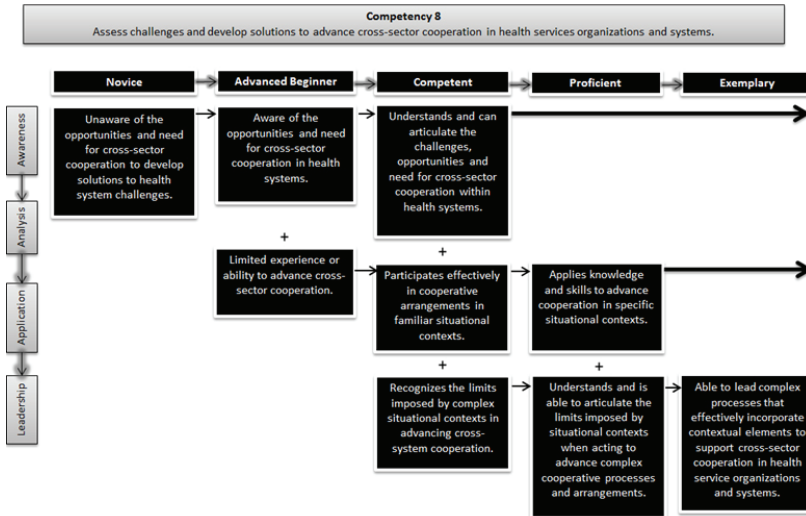 Competency 8
Assess challenges and develop solutions to advance cross-sector cooperation in health services organizations and systems.
Novice
Advanced Beginner
Competent
Proficient
Exemplary
Awareness
Analysis
Application
Leadership
Unaware of the
opportunities and need
for cross-sector
cooperation to develop
solutions to health
system challenges.
Aware of the
opportunities and need
for cross-sector
cooperation in health
systems.
Understands and can
articulate the
challenges,
opportunities and
need for cross-sector
cooperation within
health systems.
+
+
Limited experience or
ability to advance cross-
sector cooperation.
Participates effectively
in cooperative
arrangements in
familiar situational
contexts.
Applies knowledge
and skills to advance
cooperation in specific
situational contexts.
+
+
Recognizes the limits
imposed by complex
situational contexts in
advancing cross-
system cooperation.
Understands and is
able to articulate the
limits imposed by
situational contexts
when acting to
advance complex
cooperative processes
and arrangements.
Able to lead complex
processes that
effectively incorporate
contextual elements to
support cross-sector
cooperation in health
service organizations
and systems.